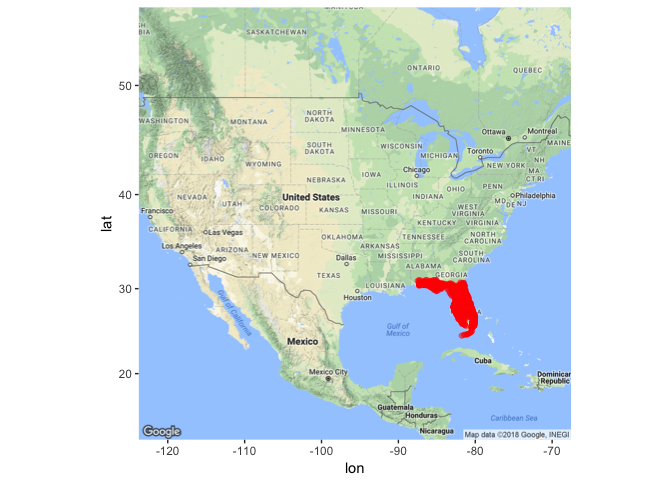 MANITOBA
SASKATCHEWAN
ONTARIO
QUEBEC
WASHINGTON
MONTANA
NORTH
DAKOTA
MINNESOTA
Ottawa
Montreal
MAINE
OREGON
IDAHO
WYOMING
SOUTH
DAKOTA
WISCONSIN
MICHIGAN
Toronto
VT
NH
NEW YORK
MA
CT RI
Chicago
IOWA
NEBRASKA
ILLINOIS
INDIANA
OHIO
PENN
Philadelphia
NEVADA
UTAH
COLORADO
United States
KANSAS
MISSOURI
WEST
VIRGINIA
MD
DE
NJ
KENTUCKY
VIRGINIA
Francisco
CALIFORNIA
Las Vegas
OKLAHOMA
TENNESSEE
NORTH
CAROLINA
Los Angeles
ARIZONA
NEW MEXICO
ARKANSAS
SOUTH
CAROLINA
San Diego
Dallas
MISSISSIPPI
ALABAMA
GEORGIA
TEXAS
LOUISIANA
Houston
Gulf of California
Gulf of
Mexico
Mexico
Mexico City
Cuba
Dominican
Republic
Guatemala
Honduras
Nicaragua
Caribbean Sea
Google
Map data ©2018 Google, INEGI
50
40
30
20
lat
-120
-110
-100
-90
-80
-70
lon